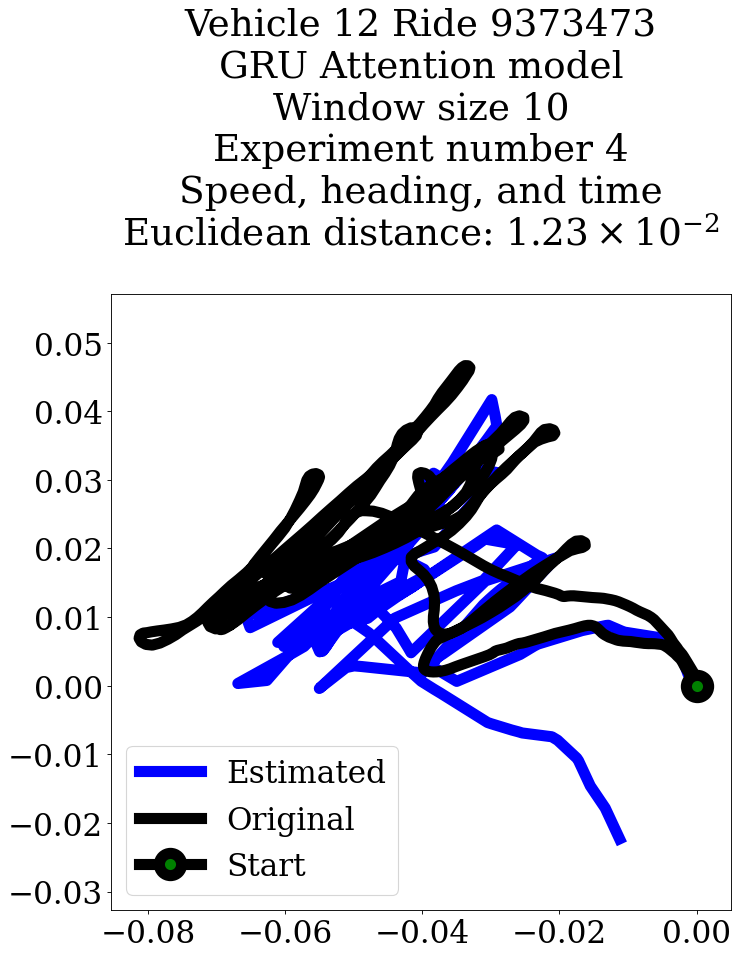 Vehicle 12 Ride 9373473
GRU Attention model
Window size 10
Experiment number 4
Speed, heading, and time
Euclidean distance: 1.23 × 10⁻²
0.05
0.04
0.03
0.02
0.01
0.00
−0.01
−0.02
−0.03
Estimated
Original
Start
−0.08
−0.06
−0.04
−0.02
0.00